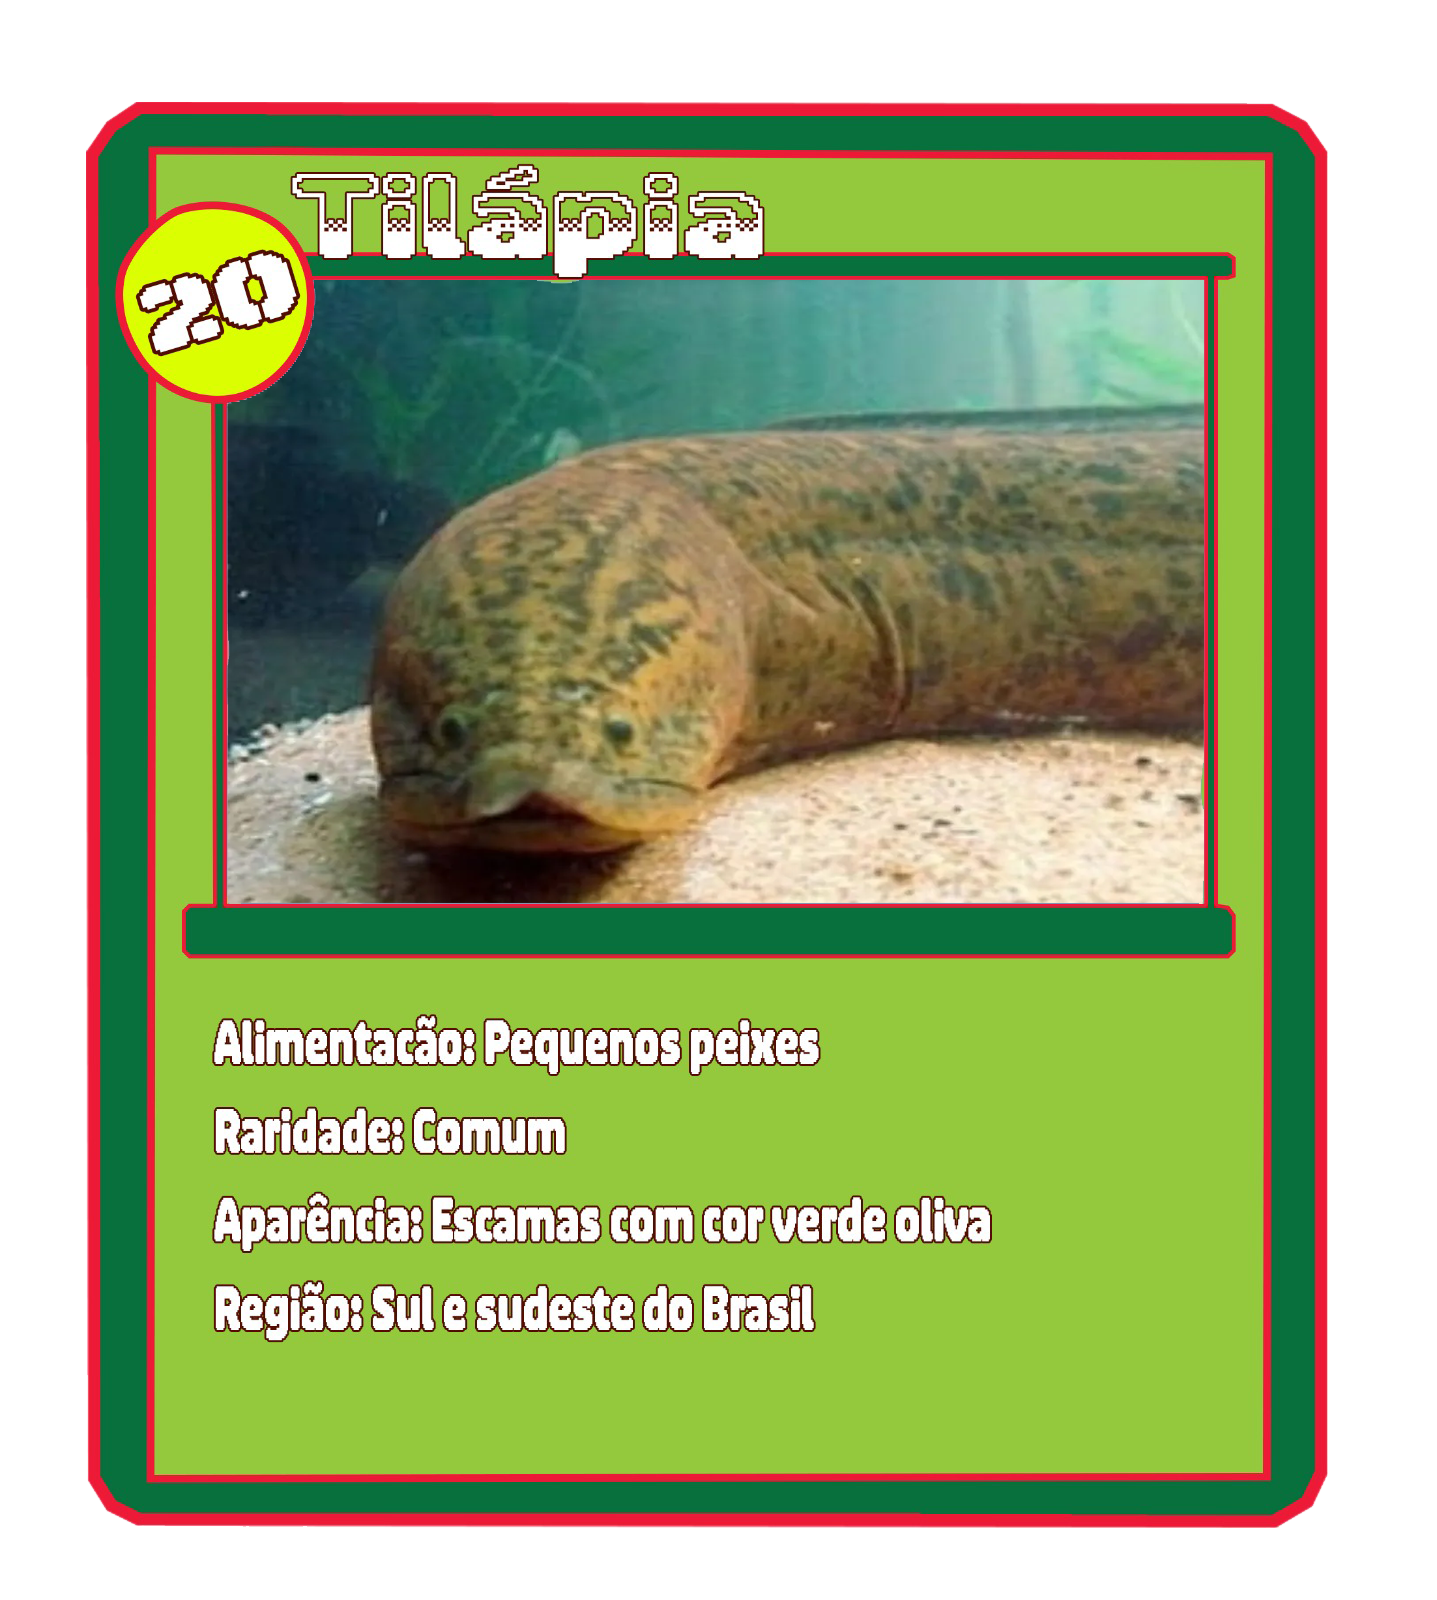 Tilápia
20
Alimentacão: Pequenos peixes
Raridade: Comum
Aparência: Escamas com cor verde oliva
Região: Sul e sudeste do Brasil